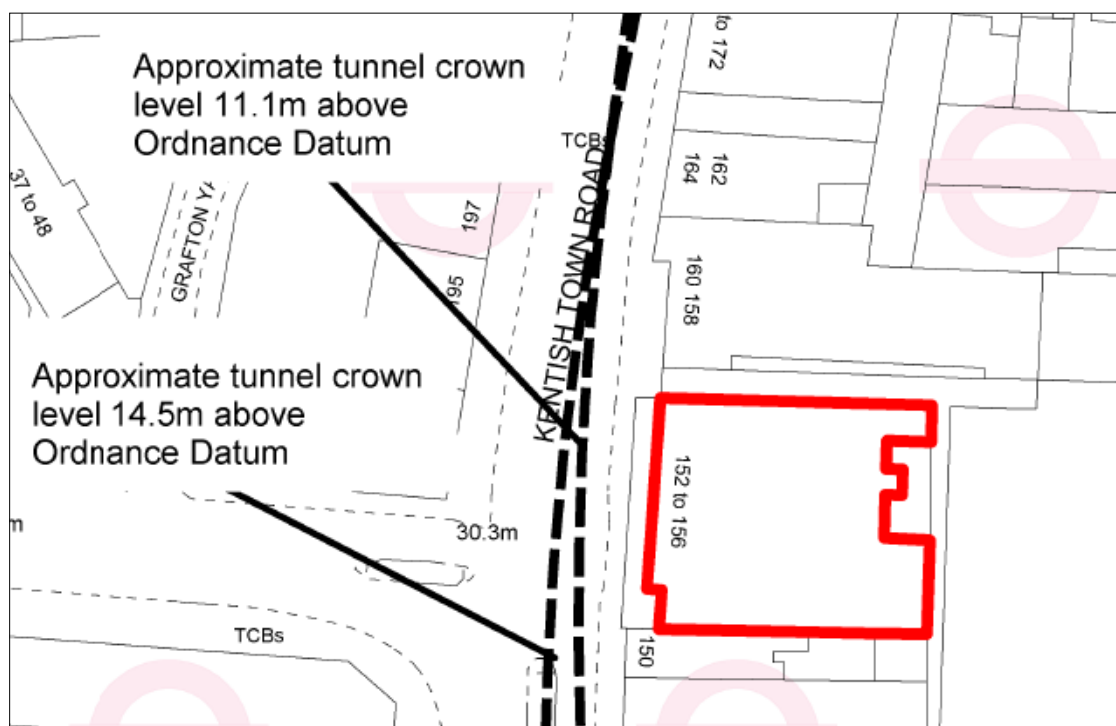 Approximate tunnel crown
level 11.1m above
Ordnance Datum
to 172
TCBs
162
164
37 to 48
GRAFTON YA
197
KENTISH TOWN ROAD
195
160 158
Approximate tunnel crown
level 14.5m above
Ordnance Datum
152 to 156
m
30.3m
TCBs
150